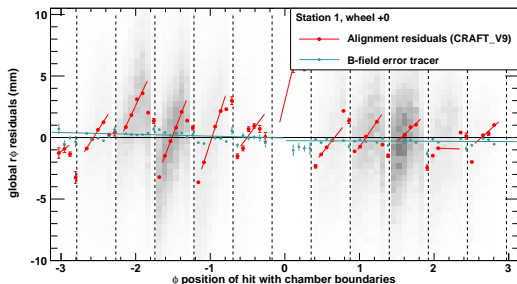 Station 1, wheel +0
Alignment residuals (CRAFT_V9)
B-field error tracer
global rϕ residuals (mm)
10
5
0
-5
-10
-3 -2 -1 0 1 2 3
ϕ position of hit with chamber boundaries